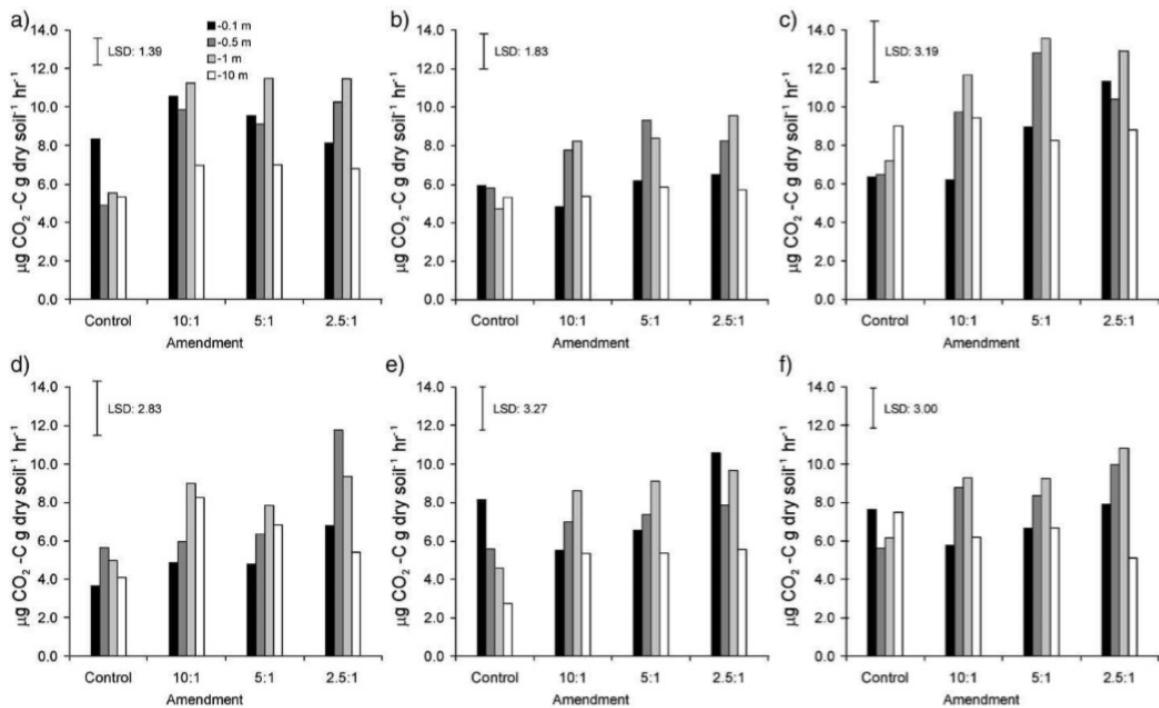 a)
14.0
12.0
10.0
8.0
6.0
4.0
2.0
0.0
µg CO₂ -C g dry soil⁻¹ hr⁻¹
LSD: 1.39
-0.1 m
-0.5 m
-1 m
-10 m
Control 10:1 5:1 2.5:1
Amendment
b)
14.0
12.0
10.0
8.0
6.0
4.0
2.0
0.0
µg CO₂ -C g dry soil⁻¹ hr⁻¹
LSD: 1.83
Control 10:1 5:1 2.5:1
Amendment
c)
14.0
12.0
10.0
8.0
6.0
4.0
2.0
0.0
µg CO₂ -C g dry soil⁻¹ hr⁻¹
LSD: 3.19
Control 10:1 5:1 2.5:1
Amendment
d)
14.0
12.0
10.0
8.0
6.0
4.0
2.0
0.0
µg CO₂ -C g dry soil⁻¹ hr⁻¹
LSD: 2.83
Control 10:1 5:1 2.5:1
Amendment
e)
14.0
12.0
10.0
8.0
6.0
4.0
2.0
0.0
µg CO₂ -C g dry soil⁻¹ hr⁻¹
LSD: 3.27
Control 10:1 5:1 2.5:1
Amendment
f)
14.0
12.0
10.0
8.0
6.0
4.0
2.0
0.0
µg CO₂ -C g dry soil⁻¹ hr⁻¹
LSD: 3.00
Control 10:1 5:1 2.5:1
Amendment